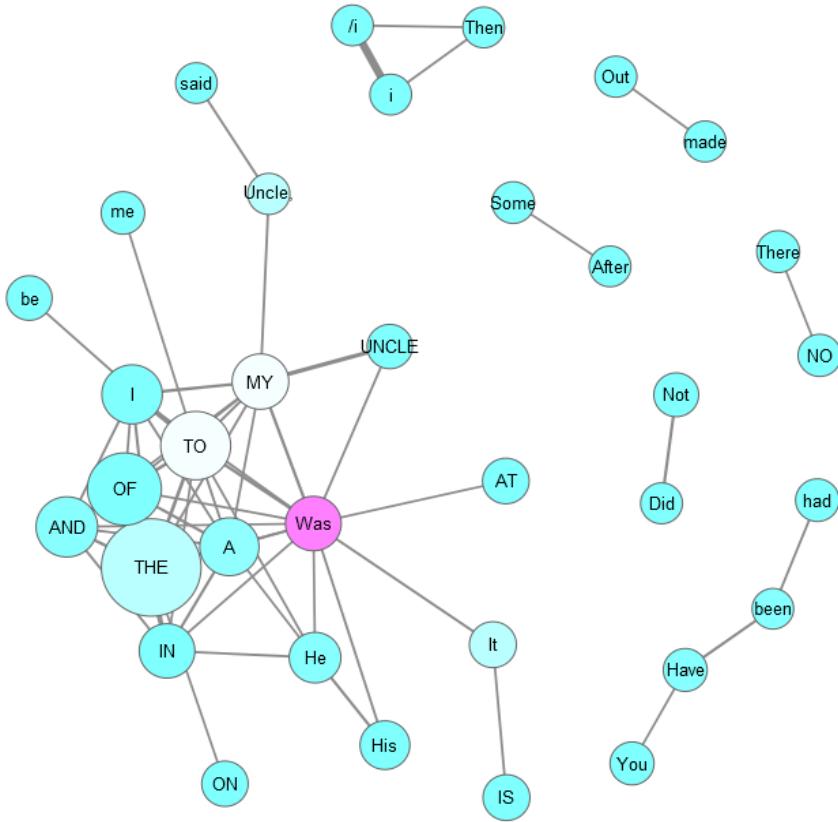 /i
Then
i
said
Out
made
Uncle,
Some
me
There
After
be
UNCLE
NO
MY
I
Not
TO
AT
OF
Did
had
Was
AND
A
THE
been
It
IN
He
Have
His
You
ON
IS